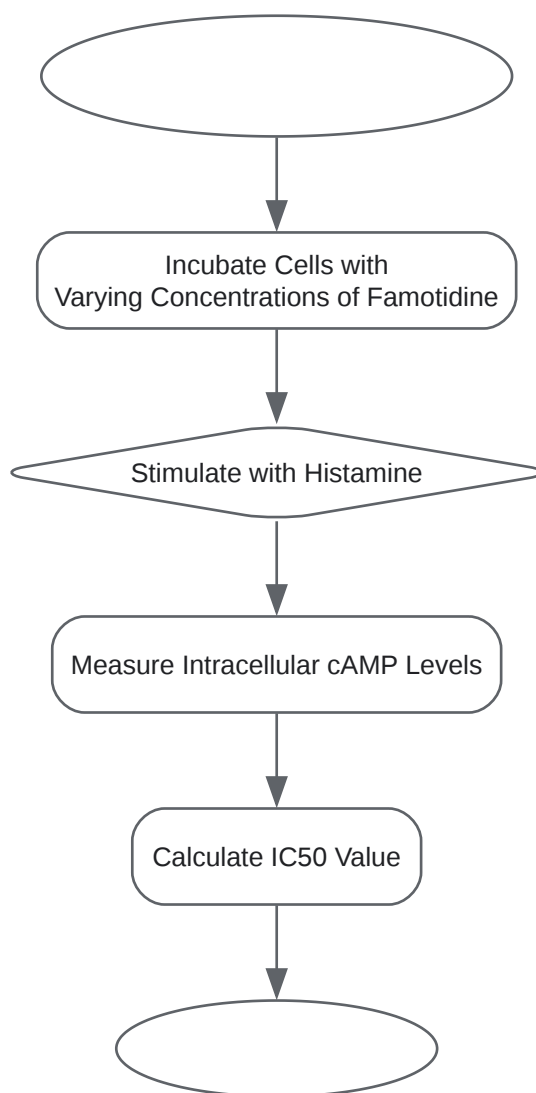 Incubate Cells with
Varying Concentrations of Famotidine
Stimulate with Histamine
Measure Intracellular cAMP Levels
Calculate IC50 Value